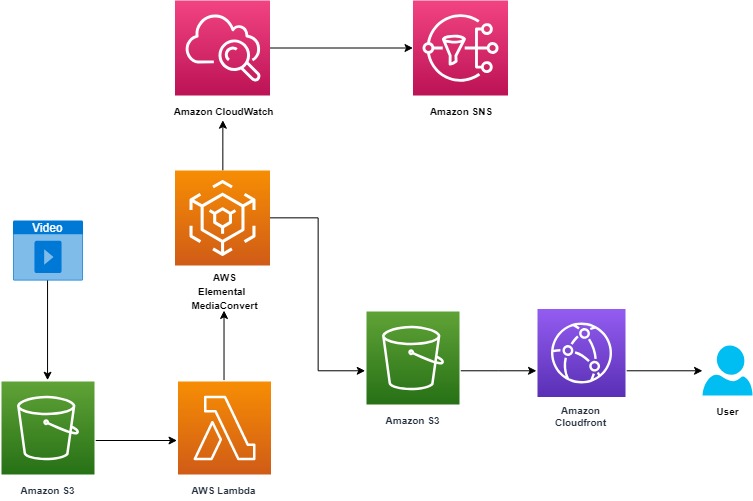 Amazon CloudWatch
Amazon SNS
Video
AWS
Elemental
MediaConvert
Amazon S3
AWS Lambda
Amazon S3
Amazon
Cloudfront
User